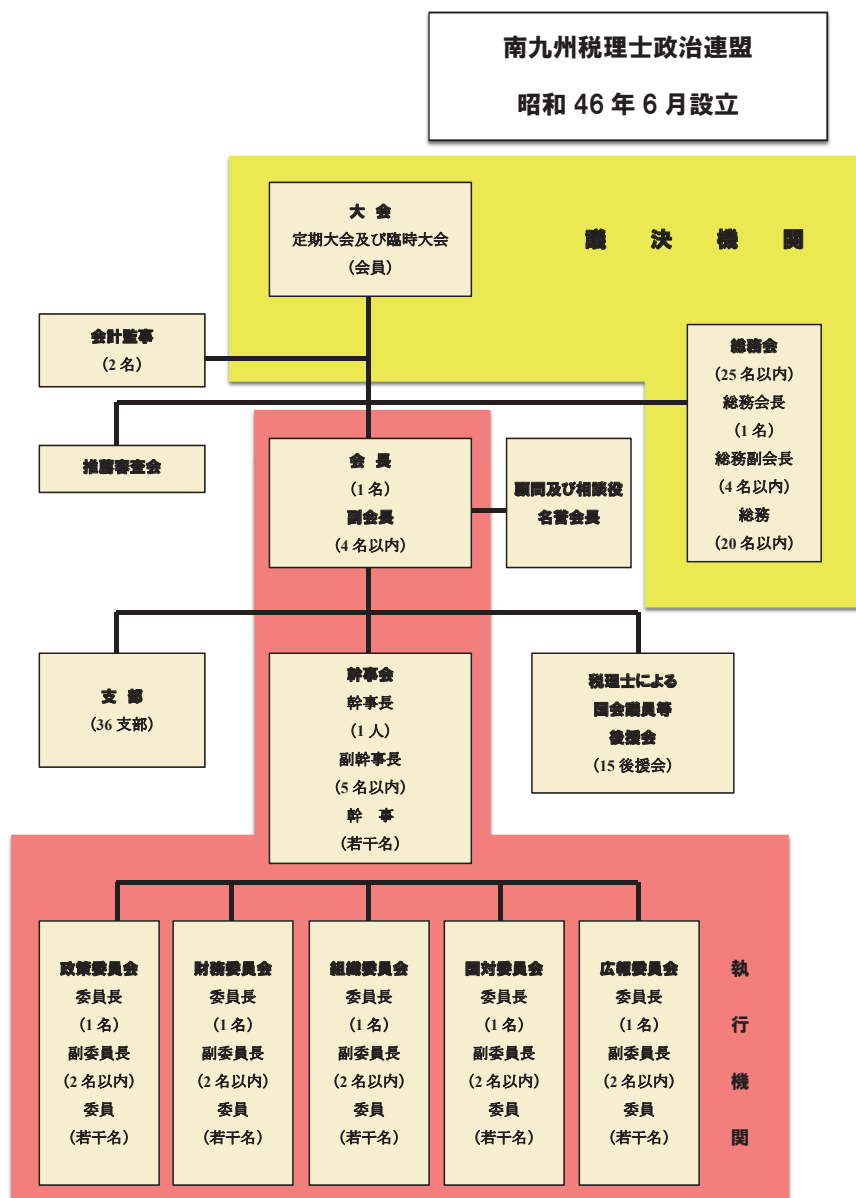 南九州税理士政治連盟
昭和 46 年 6 月設立
大 会
定期大会及び臨時大会
(会員)
議 決 機 関
会計監事
(2 名)
総務会
(25 名以内)
総務会長
(1 名)
総務副会長
(4 名以内)
総務
(20 名以内)
推薦審査会
会 長
(1 名)
副会長
(4 名以内)
顧問及び相談役
名誉会長
支 部
(36 支部)
幹事会
幹事長
(1 人)
副幹事長
(5 名以内)
幹 事
(若干名)
税理士による
国会議員等
後援会
(15 後援会)
政策委員会
委員長
(1 名)
副委員長
(2 名以内)
委員
(若干名)
財務委員会
委員長
(1 名)
副委員長
(2 名以内)
委員
(若干名)
組織委員会
委員長
(1 名)
副委員長
(2 名以内)
委員
(若干名)
国対委員会
委員長
(1 名)
副委員長
(2 名以内)
委員
(若干名)
広報委員会
委員長
(1 名)
副委員長
(2 名以内)
委員
(若干名)
執
行
機
関